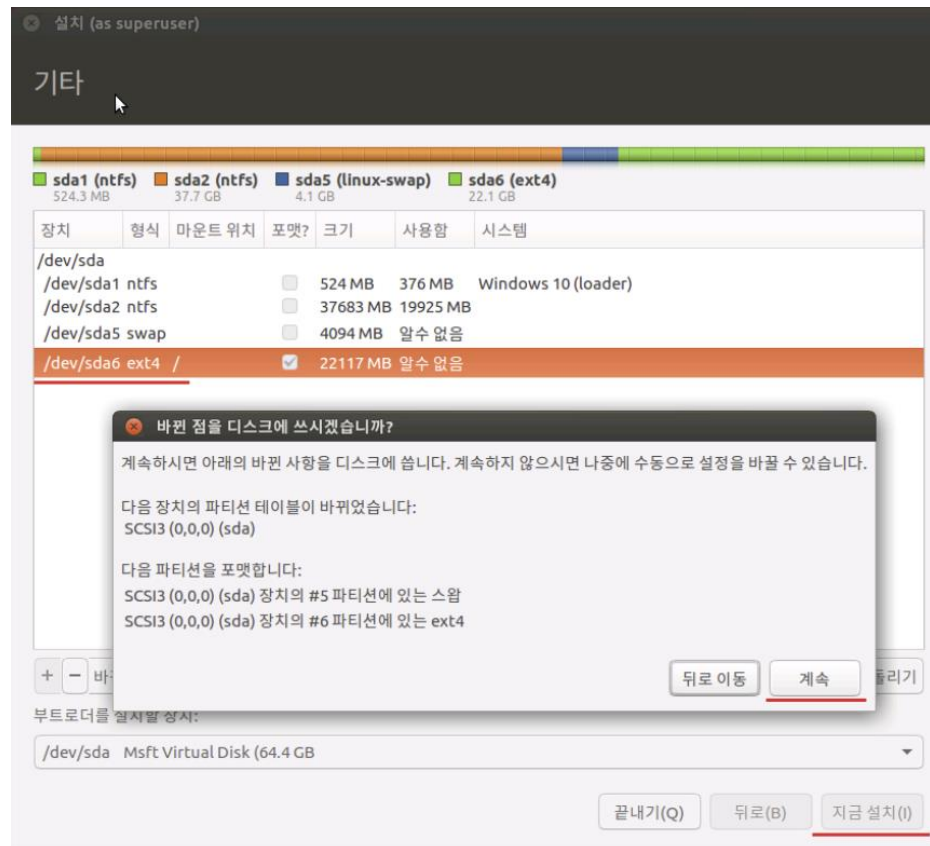 설치 (as superuser)
기타
sda1 (ntfs) sda2 (ntfs) sda5 (linux-swap) sda6 (ext4)
524.3 MB 37.7 GB 4.1 GB 22.1 GB
장치 형식 마운트 위치 포맷? 크기 사용함 시스템
/dev/sda
/dev/sda1 ntfs 524 MB 376 MB Windows 10 (loader)
/dev/sda2 ntfs 37683 MB 19925 MB
/dev/sda5 swap 4094 MB 알수 없음
/dev/sda6 ext4 / 22117 MB 알수 없음
바뀐 점을 디스크에 쓰시겠습니까?
계속하시면 아래의 바뀐 사항을 디스크에 씁니다. 계속하지 않으시면 나중에 수동으로 설정을 바꿀 수 있습니다.
다음 장치의 파티션 테이블이 바뀌었습니다:
SCSI3 (0,0,0) (sda)
다음 파티션을 포맷합니다:
SCSI3 (0,0,0) (sda) 장치의 #5 파티션에 있는 스왑
SCSI3 (0,0,0) (sda) 장치의 #6 파티션에 있는 ext4
뒤로 이동 계속
+ - 바 돌리기
부트로더를 설치할 장치:
/dev/sda Msft Virtual Disk (64.4 GB
끝내기(Q) 뒤로(B) 지금 설치(I)